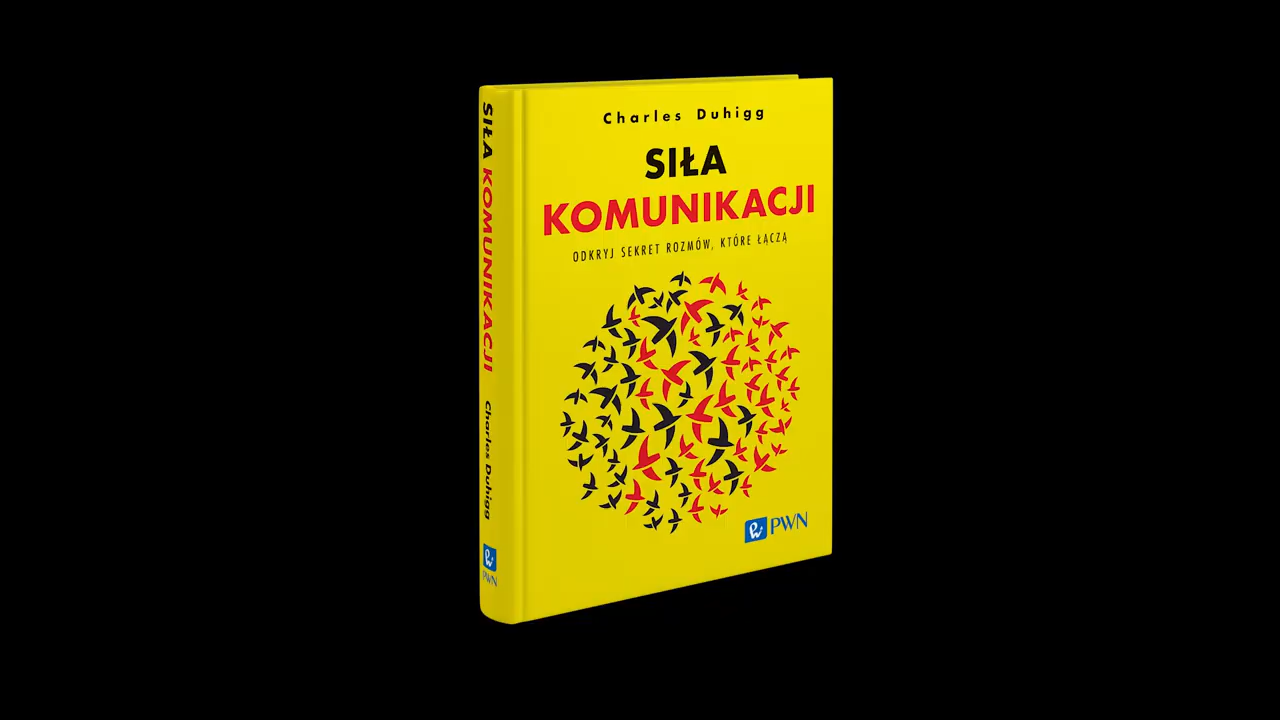 Charles Duhigg
SIŁA
KOMUNIKACJI
ODKRYJ SEKRET ROZMÓW, KTÓRE ŁĄCZĄ
PWN
SIŁA KOMUNIKACJI Charles Duhigg
PWN